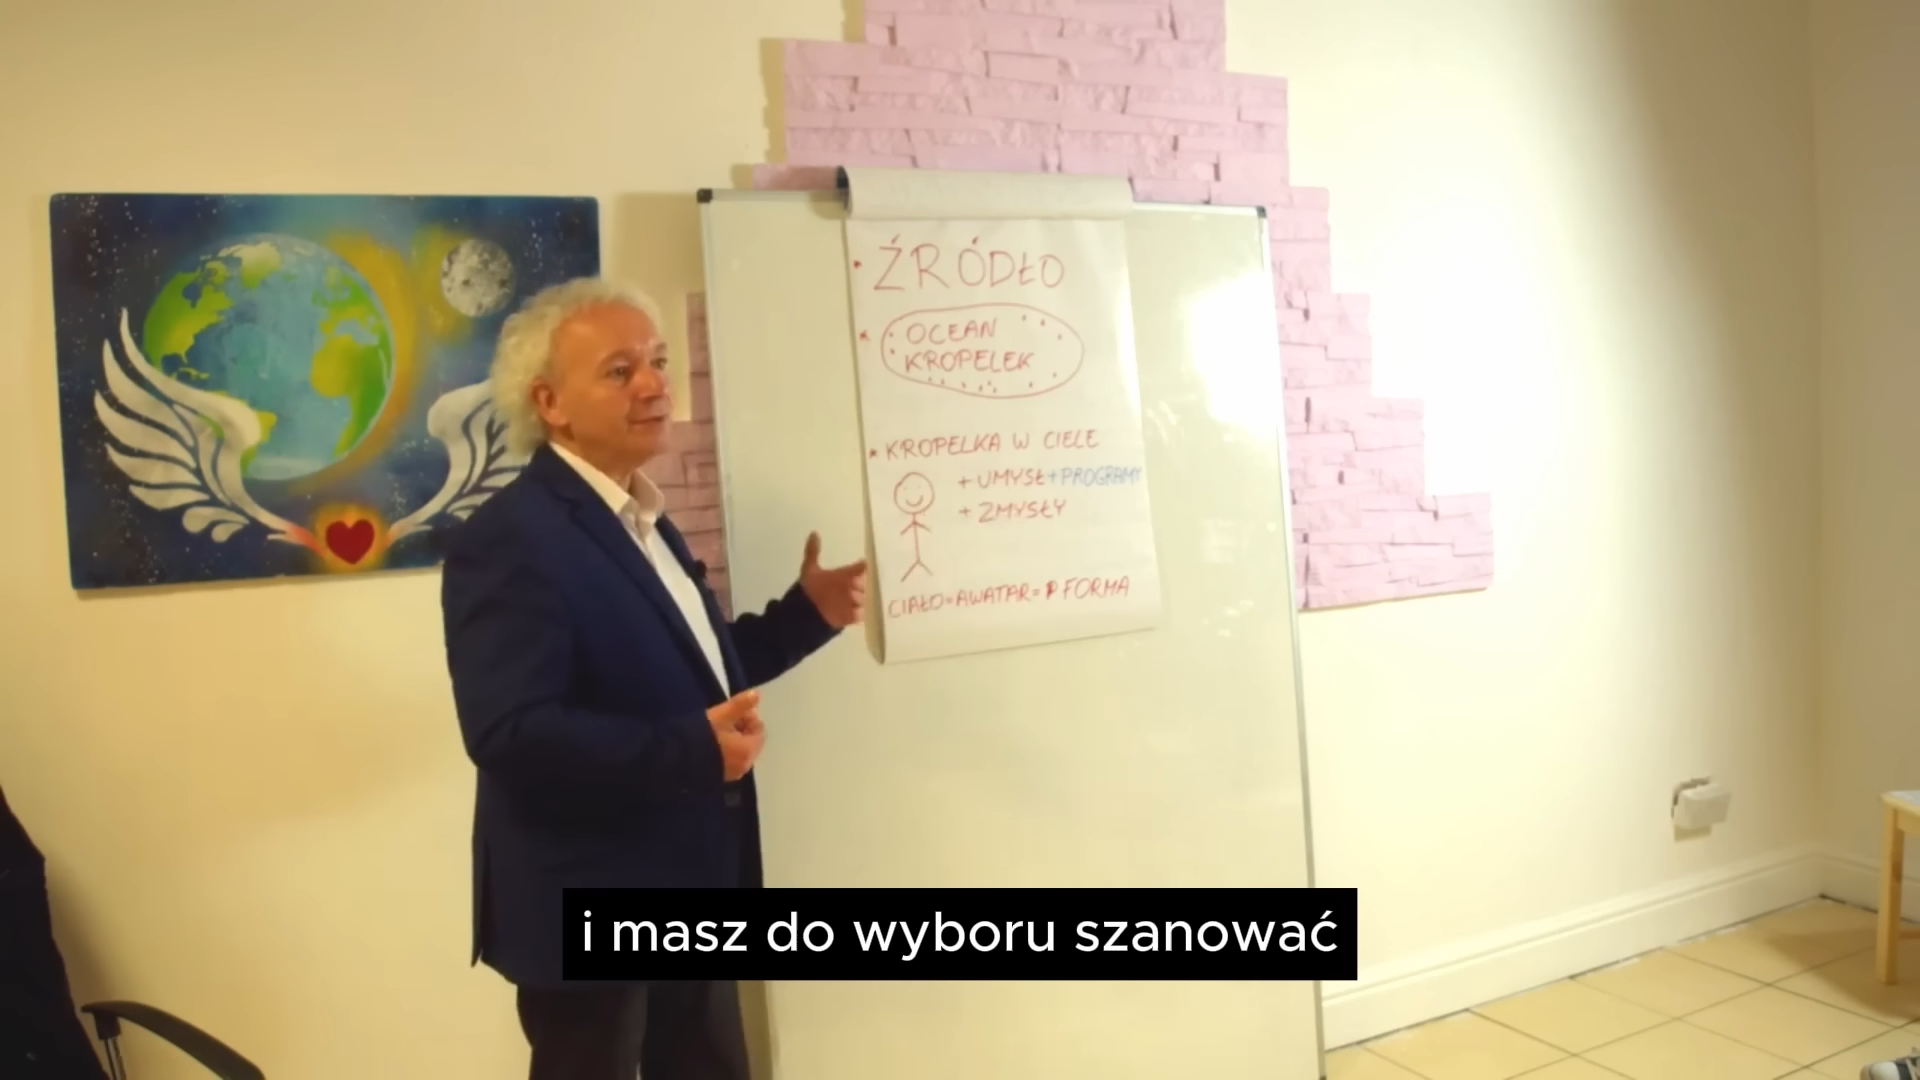 ŹRÓDŁO
OCEAN
KROPELEK
KROPELKA W CIELE
+ UMYSŁ + PROGRAMY
+ ZMYSŁY
CIAŁO = AWATAR = P FORMA
i masz do wyboru szanować